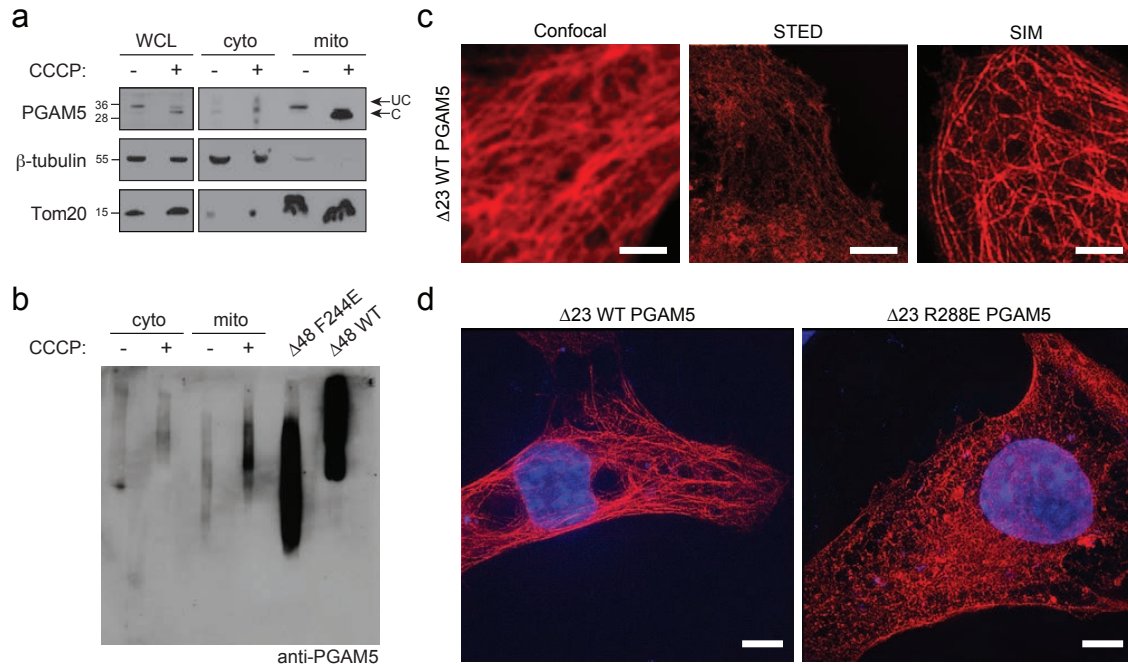 a
WCL cyto mito
CCCP: - + - + - +
PGAM5 36 28 UC C
β-tubulin 55
Tom20 15
b
cyto mito Δ48 F244E Δ48 WT
CCCP: - + - +
anti-PGAM5
c
Confocal STED SIM
Δ23 WT PGAM5
d
Δ23 WT PGAM5 Δ23 R288E PGAM5